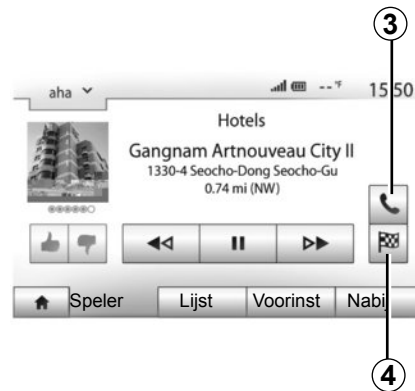 3
aha --°F 15 50
Hotels
Gangnam Artnouveau City II
1330-4 Seocho-Dong Seocho-Gu
0.74 mi (NW)
Speler Lijst Voorinst Nabij
4